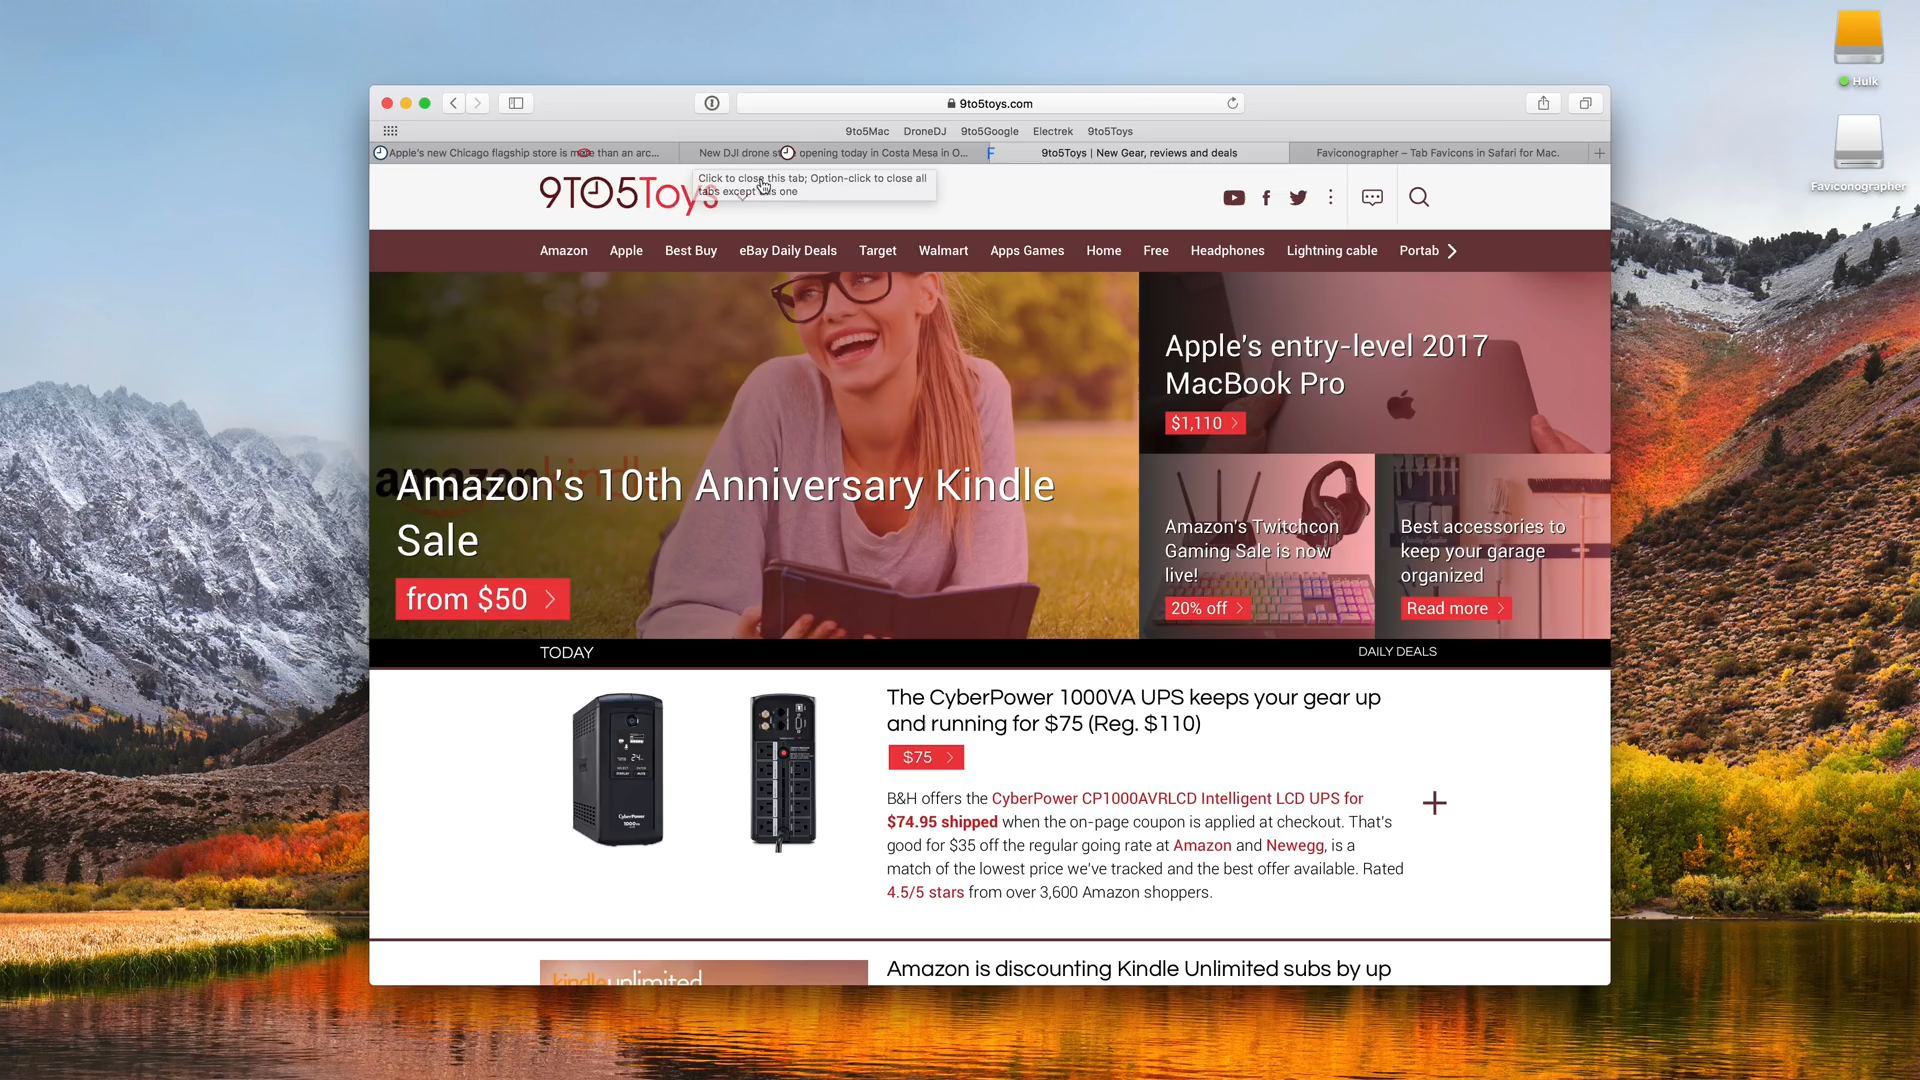 Hulk
Faviconographer
9to5toys.com
9to5Mac DroneDJ 9to5Google Electrek 9to5Toys
Apple's new Chicago flagship store is more than an arc...
New DJI drone st opening today in Costa Mesa in O...
9to5Toys | New Gear, reviews and deals
Faviconographer – Tab Favicons in Safari for Mac.
Click to close this tab; Option-click to close all
tabs except this one
9TO5Toys
Amazon Apple Best Buy eBay Daily Deals Target Walmart Apps Games Home Free Headphones Lightning cable Portab
amazon kindle
Amazon's 10th Anniversary Kindle
Sale
from $50
Apple's entry-level 2017
MacBook Pro
$1,110
Amazon's Twitchcon
Gaming Sale is now
live!
20% off
Best accessories to
keep your garage
organized
Read more
TODAY
DAILY DEALS
The CyberPower 1000VA UPS keeps your gear up
and running for $75 (Reg. $110)
$75
B&H offers the CyberPower CP1000AVRLCD Intelligent LCD UPS for
$74.95 shipped when the on-page coupon is applied at checkout. That's
good for $35 off the regular going rate at Amazon and Newegg, is a
match of the lowest price we've tracked and the best offer available. Rated
4.5/5 stars from over 3,600 Amazon shoppers.
CyberPower
kindleunlimited
Amazon is discounting Kindle Unlimited subs by up